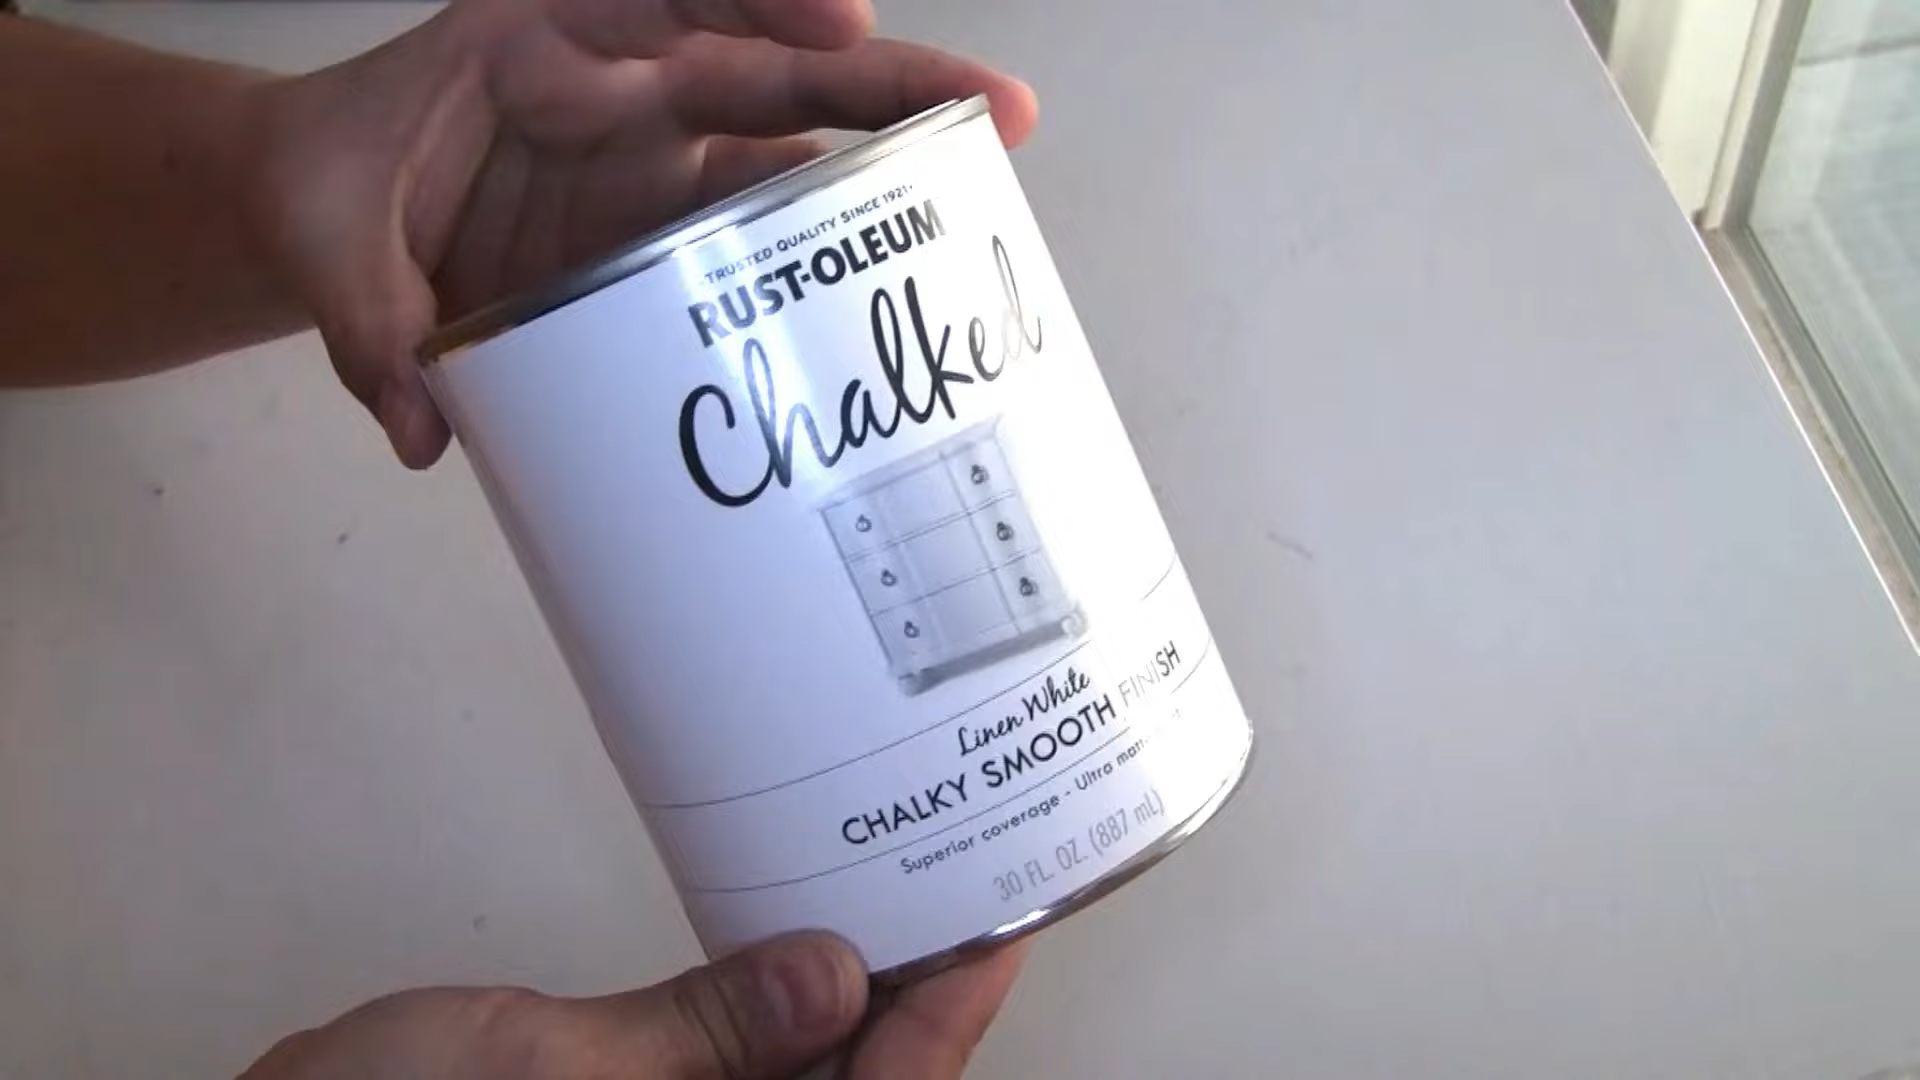 ·TRUSTED QUALITY SINCE 1921·
RUST-OLEUM
Chalked
Linen White
CHALKY SMOOTH FINISH
Superior coverage - Ultra
30 FL. OZ. (887 mL)